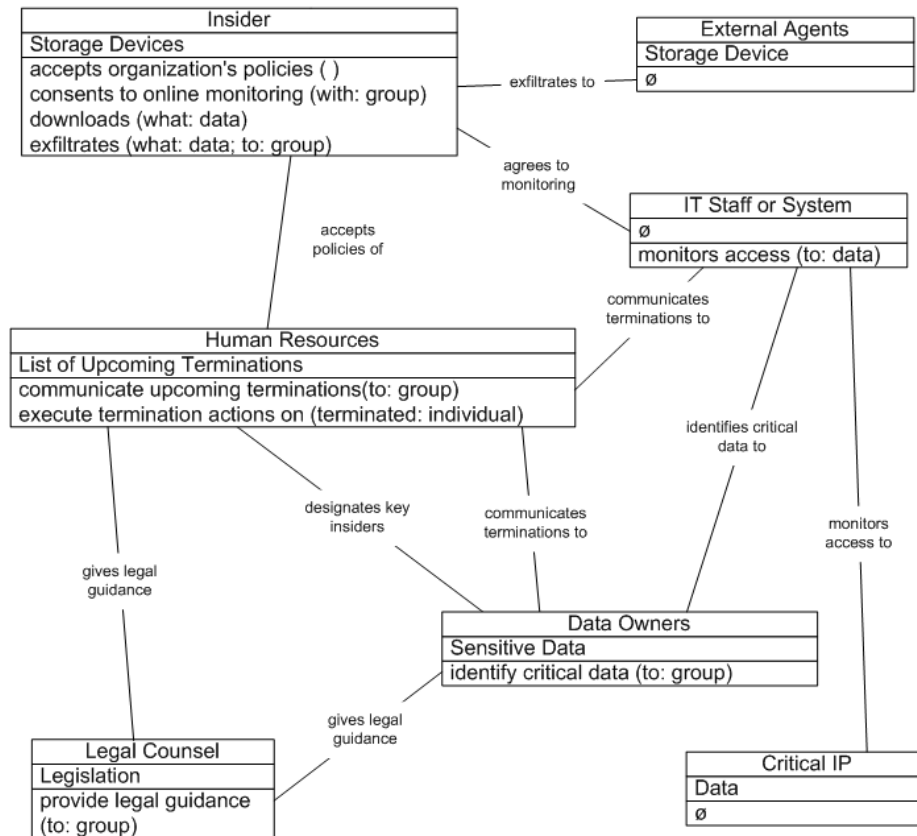 Insider
Storage Devices
accepts organization's policies ( )
consents to online monitoring (with: group)
downloads (what: data)
exfiltrates (what: data; to: group)
External Agents
Storage Device
ø
exfiltrates to
agrees to
monitoring
IT Staff or System
ø
monitors access (to: data)
accepts
policies of
communicates
terminations to
Human Resources
List of Upcoming Terminations
communicate upcoming terminations(to: group)
execute termination actions on (terminated: individual)
identifies critical
data to
designates key
insiders
communicates
terminations to
monitors
access to
gives legal
guidance
Data Owners
Sensitive Data
identify critical data (to: group)
gives legal
guidance
Legal Counsel
Legislation
provide legal guidance
(to: group)
Critical IP
Data
ø